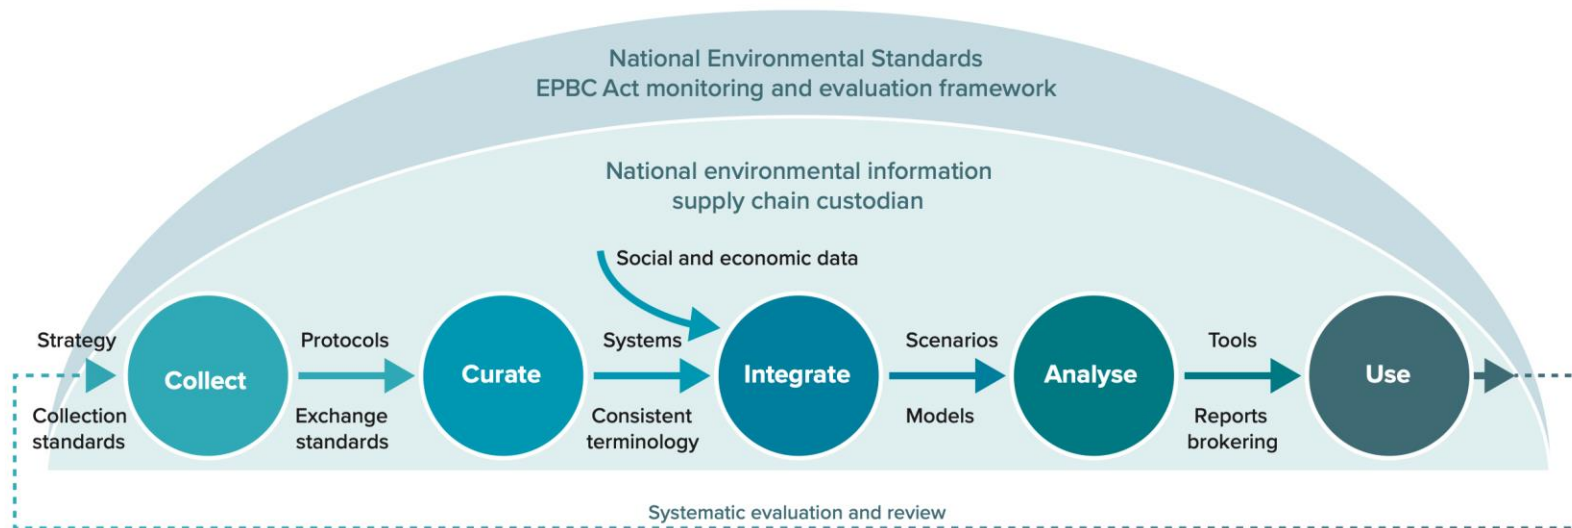 National Environmental Standards
EPBC Act monitoring and evaluation framework
National environmental information
supply chain custodian
Social and economic data
Strategy
Collection
standards
Collect
Protocols
Exchange
standards
Curate
Systems
Consistent
terminology
Integrate
Scenarios
Models
Analyse
Tools
Reports
brokering
Use
Systematic evaluation and review